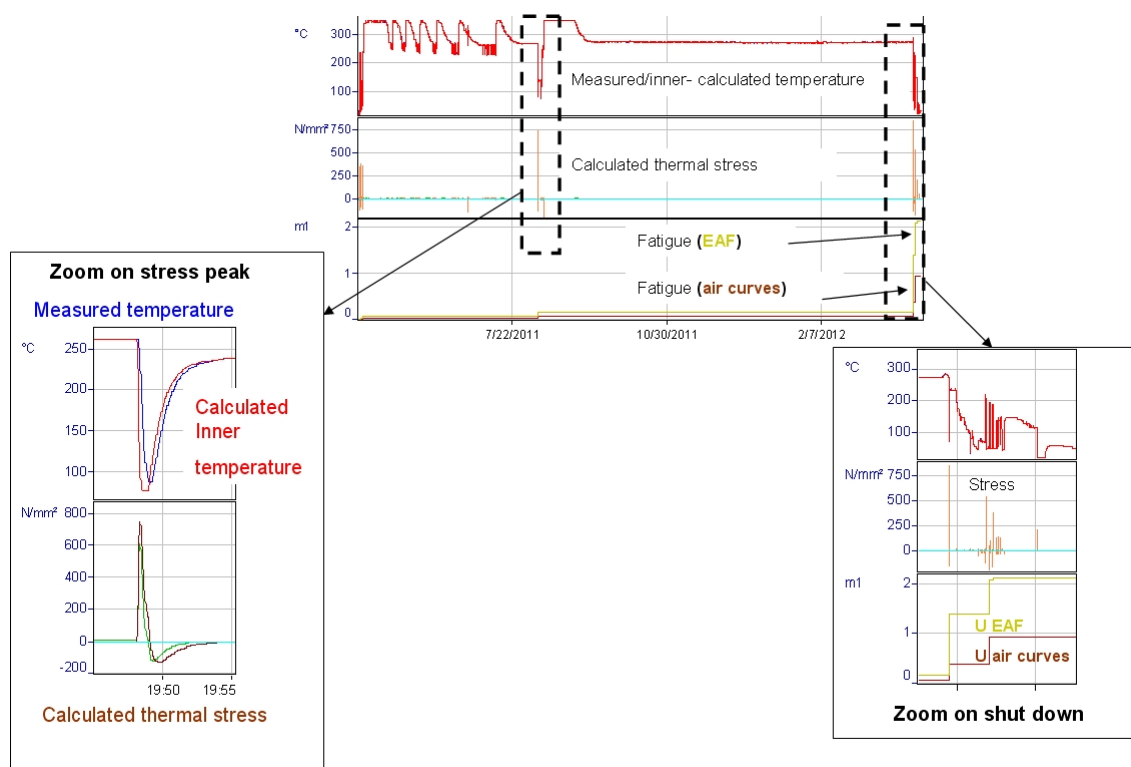 °C
300
200
100
Measured/inner- calculated temperature
N/mm² 750
500
250
0
Calculated thermal stress
m1
2
1
0
Fatigue (EAF)
Fatigue (air curves)
7/22/2011 10/30/2011 2/7/2012
Zoom on stress peak
Measured temperature
°C
250
200
150
100
Calculated
Inner
temperature
N/mm² 800
600
400
200
0
-200
19:50 19:55
Calculated thermal stress
°C
300
200
100
N/mm² 750
500
250
0
Stress
m1
2
1
0
U EAF
U air curves
Zoom on shut down